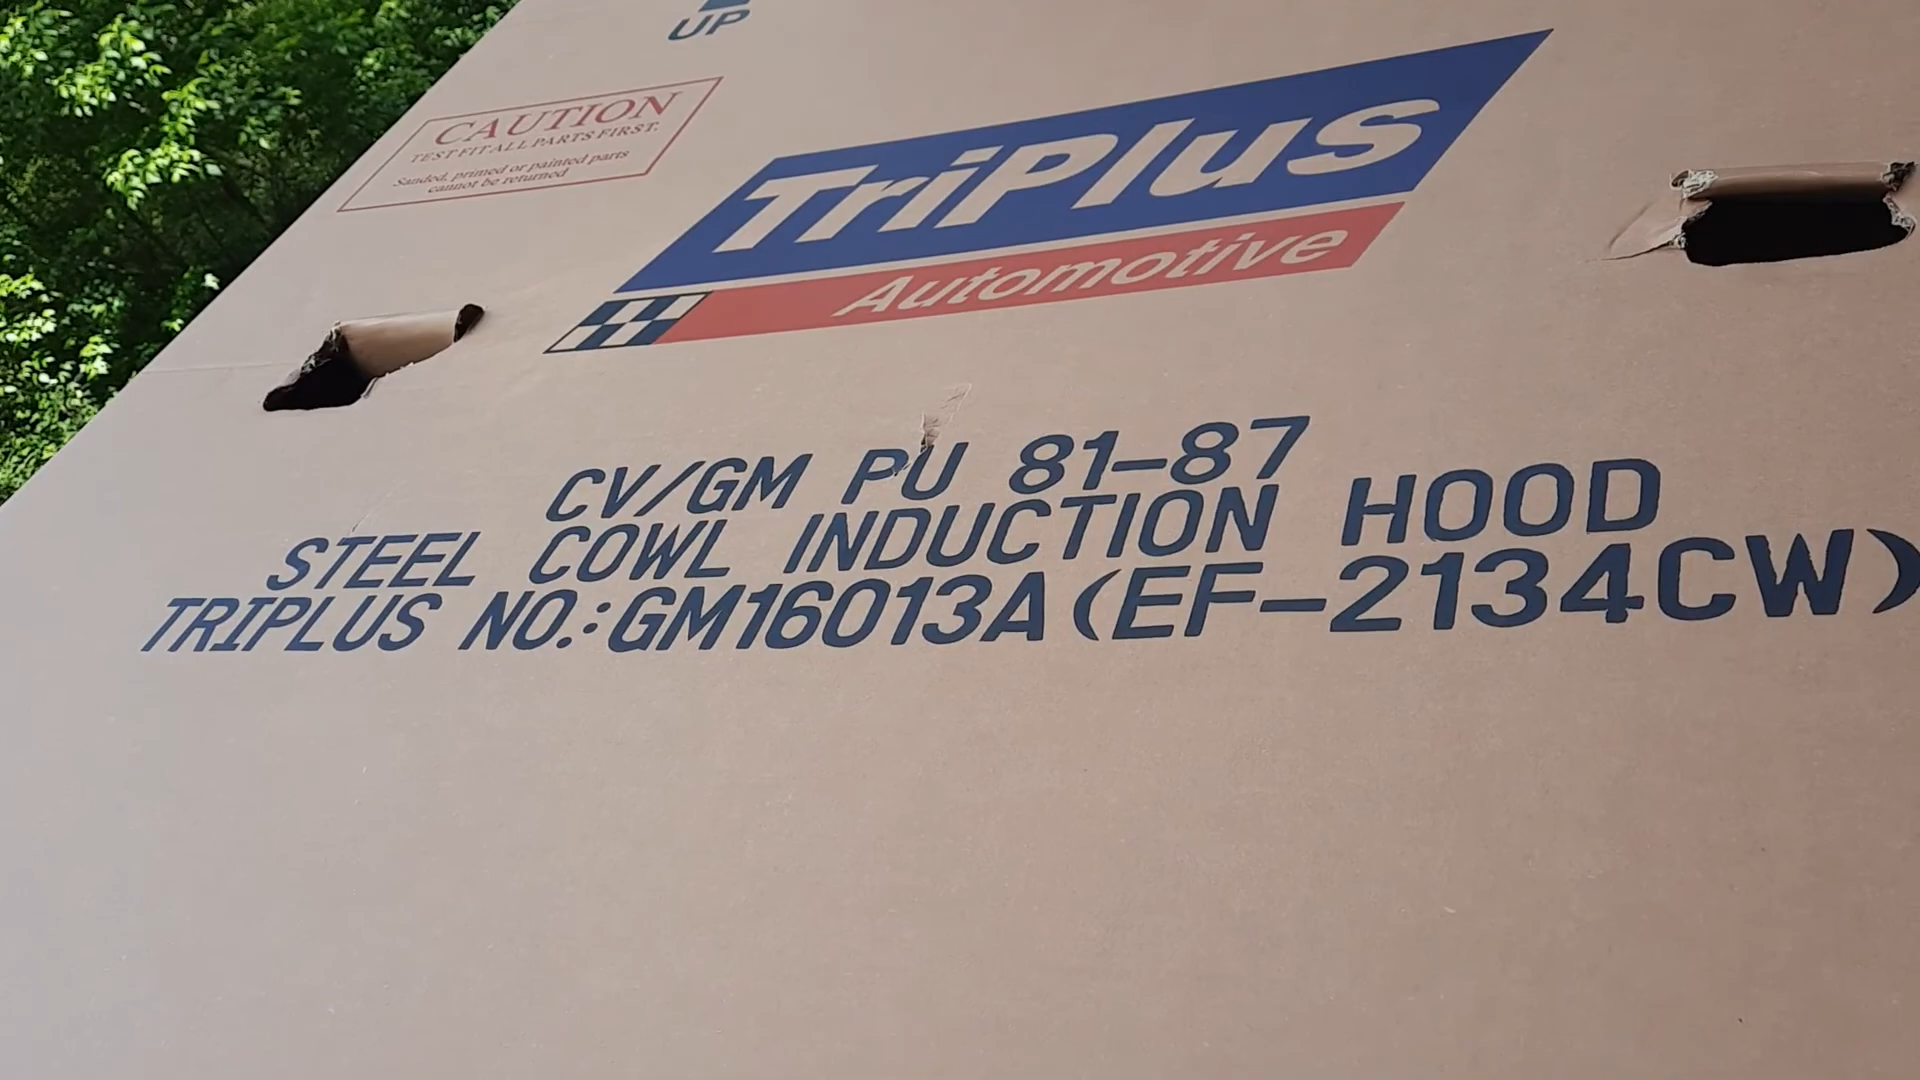 UP
CAUTION
TEST FIT ALL PARTS FIRST.
Sanded, primed or painted parts
cannot be returned
TriPlus
Automotive
CV/GM PU 81-87
STEEL COWL INDUCTION HOOD
TRIPLUS NO.:GM16013A(EF-2134CW)